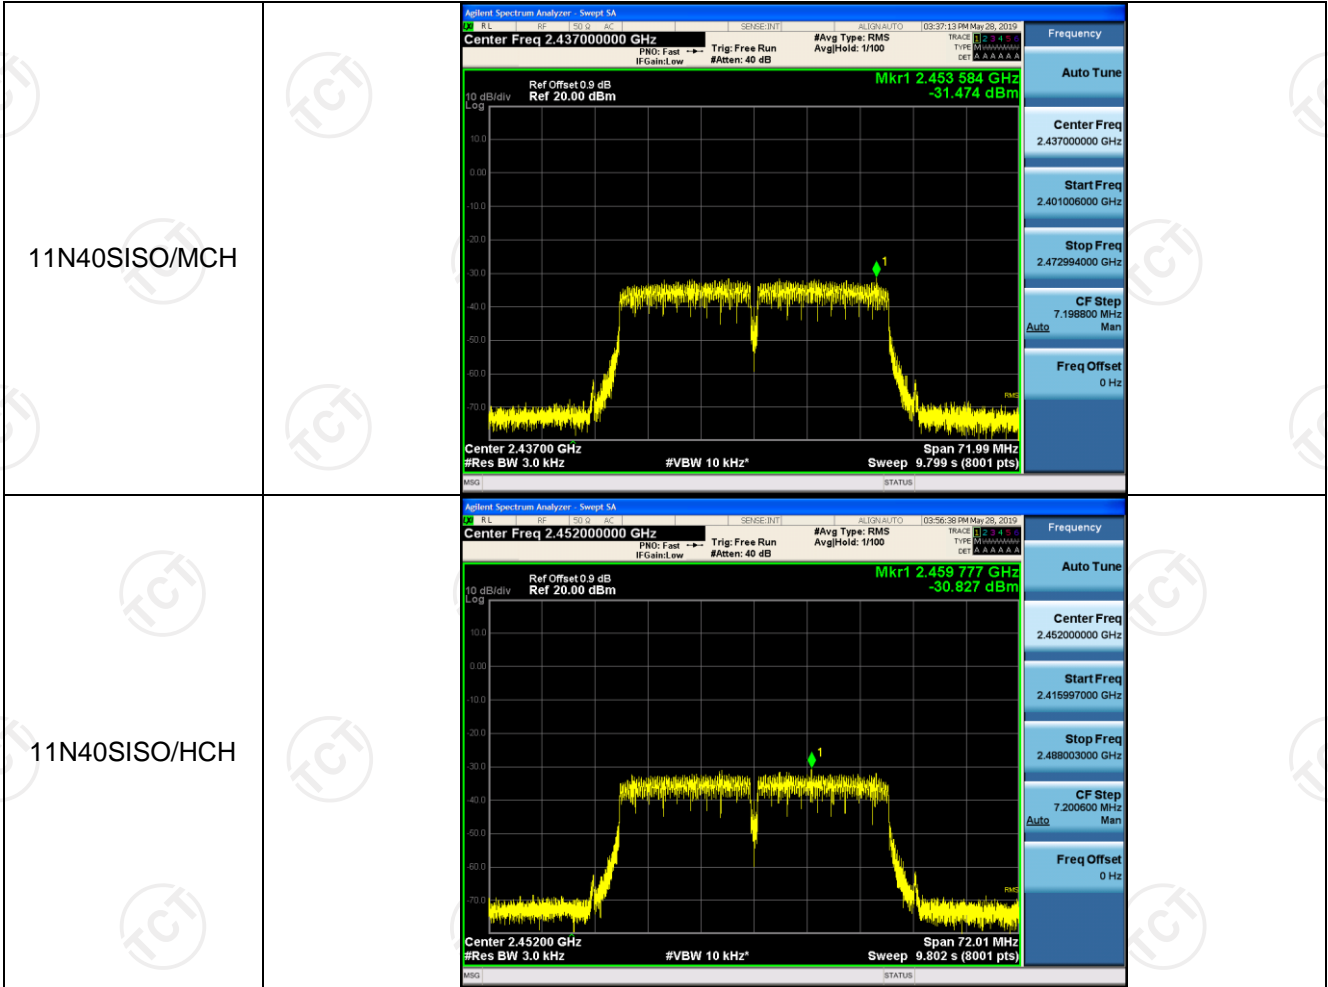 11N40SISO/MCH
Agilent Spectrum Analyzer - Swept SA
RL RF 50 Ω AC SENSE:INT ALIGN AUTO 03:37:13 PM May 28, 2019
Center Freq 2.437000000 GHz
PNO: Fast
IFGain:Low
Trig: Free Run
#Atten: 40 dB
#Avg Type: RMS
Avg|Hold: 1/100
TRACE 1 2 3 4 5 6
TYPE M
DET A A A A A A
Mkr1 2.453 584 GHz
-31.474 dBm
Ref Offset 0.9 dB
Ref 20.00 dBm
10 dB/div
Log
10.0
0.00
-10.0
-20.0
-30.0
-40.0
-50.0
-60.0
-70.0
1
RMS
Center 2.43700 GHz
Span 71.99 MHz
#Res BW 3.0 kHz
#VBW 10 kHz*
Sweep 9.799 s (8001 pts)
MSG
STATUS
Frequency
Auto Tune
Center Freq
2.437000000 GHz
Start Freq
2.401006000 GHz
Stop Freq
2.472994000 GHz
CF Step
7.198800 MHz
Auto Man
Freq Offset
0 Hz
11N40SISO/HCH
Agilent Spectrum Analyzer - Swept SA
RL RF 50 Ω AC SENSE:INT ALIGN AUTO 03:56:38 PM May 28, 2019
Center Freq 2.452000000 GHz
PNO: Fast
IFGain:Low
Trig: Free Run
#Atten: 40 dB
#Avg Type: RMS
Avg|Hold: 1/100
TRACE 1 2 3 4 5 6
TYPE M
DET A A A A A A
Mkr1 2.459 777 GHz
-30.827 dBm
Ref Offset 0.9 dB
Ref 20.00 dBm
10 dB/div
Log
10.0
0.00
-10.0
-20.0
-30.0
-40.0
-50.0
-60.0
-70.0
1
RMS
Center 2.45200 GHz
Span 72.01 MHz
#Res BW 3.0 kHz
#VBW 10 kHz*
Sweep 9.802 s (8001 pts)
MSG
STATUS
Frequency
Auto Tune
Center Freq
2.452000000 GHz
Start Freq
2.415997000 GHz
Stop Freq
2.488003000 GHz
CF Step
7.200600 MHz
Auto Man
Freq Offset
0 Hz
TCT